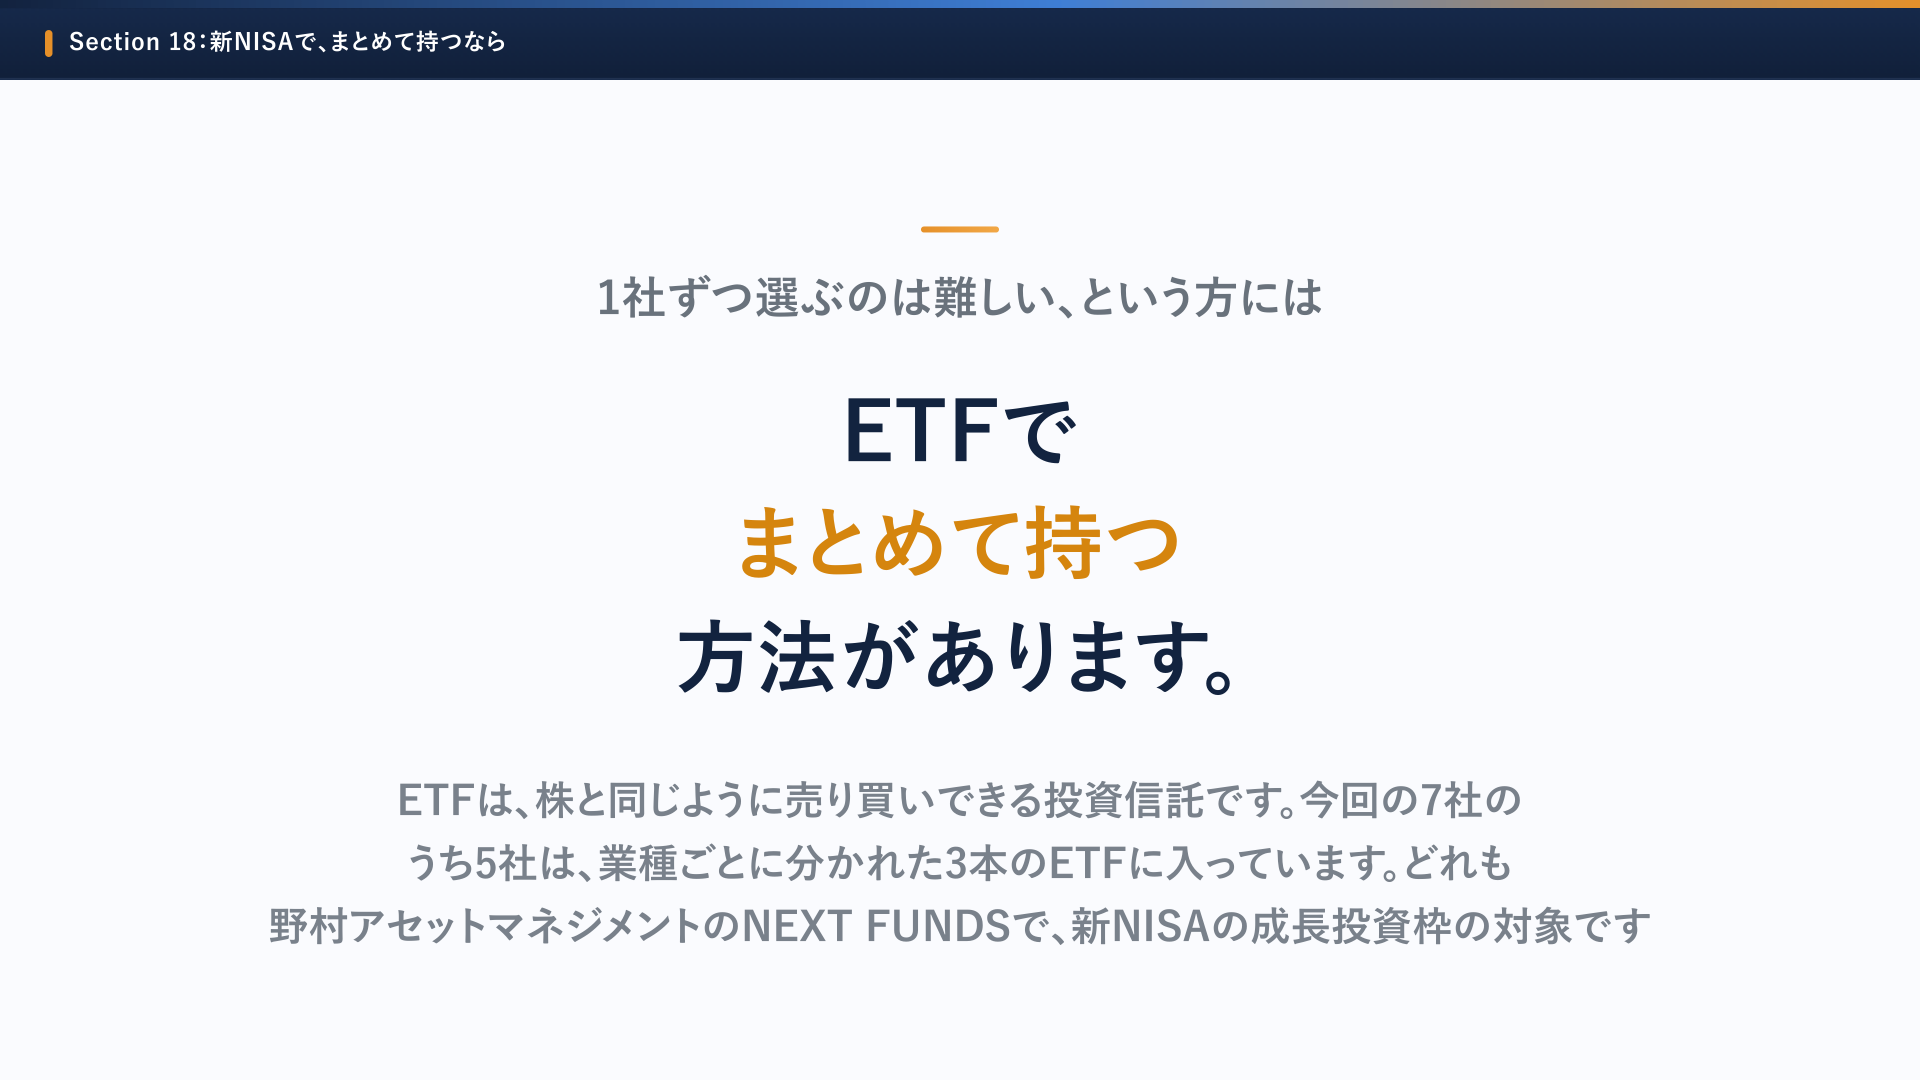 Section 18：新NISAで、まとめて持つなら
1社ずつ選ぶのは難しい、という方には
ETFで
まとめて持つ
方法があります。
ETFは、株と同じように売り買いできる投資信託です。今回の7社の
うち5社は、業種ごとに分かれた3本のETFに入っています。どれも
野村アセットマネジメントのNEXT FUNDSで、新NISAの成長投資枠の対象です